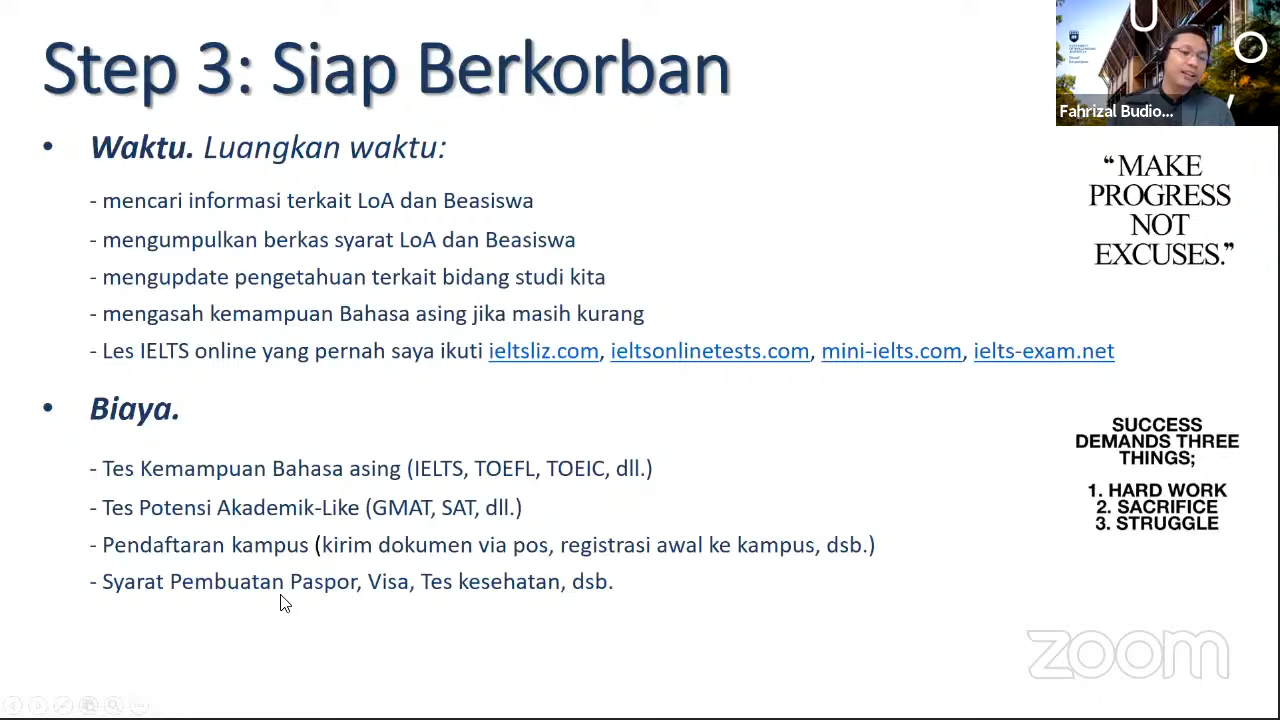 Step 3: Siap Berkorban
Fahrizal Budio...
• Waktu. Luangkan waktu:
- mencari informasi terkait LoA dan Beasiswa
- mengumpulkan berkas syarat LoA dan Beasiswa
- mengupdate pengetahuan terkait bidang studi kita
- mengasah kemampuan Bahasa asing jika masih kurang
- Les IELTS online yang pernah saya ikuti ieltsliz.com, ieltsonlinetests.com, mini-ielts.com, ielts-exam.net
“MAKE
PROGRESS
NOT
EXCUSES.”
• Biaya.
- Tes Kemampuan Bahasa asing (IELTS, TOEFL, TOEIC, dll.)
- Tes Potensi Akademik-Like (GMAT, SAT, dll.)
- Pendaftaran kampus (kirim dokumen via pos, registrasi awal ke kampus, dsb.)
- Syarat Pembuatan Paspor, Visa, Tes kesehatan, dsb.
SUCCESS
DEMANDS THREE
THINGS;
1. HARD WORK
2. SACRIFICE
3. STRUGGLE
zoom